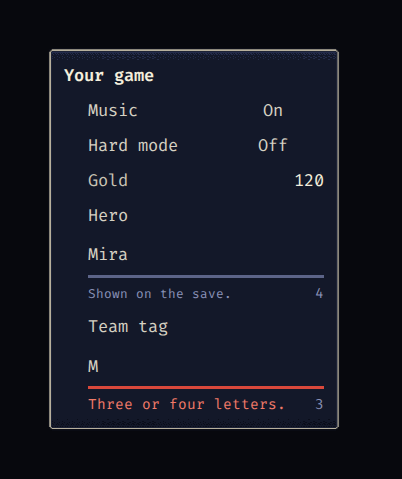 Your game
Music On
Hard mode Off
Gold 120
Hero
Mira
Shown on the save. 4
Team tag
M
Three or four letters. 3